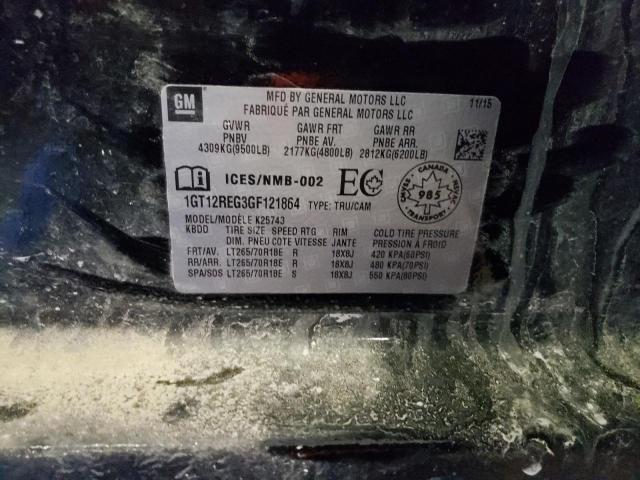 GM
MFD BY GENERAL MOTORS LLC 11/15
FABRIQUÉ PAR GENERAL MOTORS LLC
GVWR GAWR FRT GAWR RR
PNBV PNBE AV. PNBE ARR.
4309KG(9500LB) 2177KG(4800LB) 2812KG(6200LB)
ICES/NMB-002 EC
CANADA
985
1GT12REG3GF121864 TYPE: TRU/CAM
MODEL/MODÈLE K25743
KBDD TIRE SIZE SPEED RTG RIM COLD TIRE PRESSURE
DIM. PNEU COTE VITESSE JANTE PRESSION À FROID
FRT/AV. LT265/70R18E R 18X8J 420 KPA(60PSI)
RR/ARR. LT265/70R18E R 18X8J 480 KPA(70PSI)
SPA/SOS LT265/70R18E S 18X8J 550 KPA(80PSI)